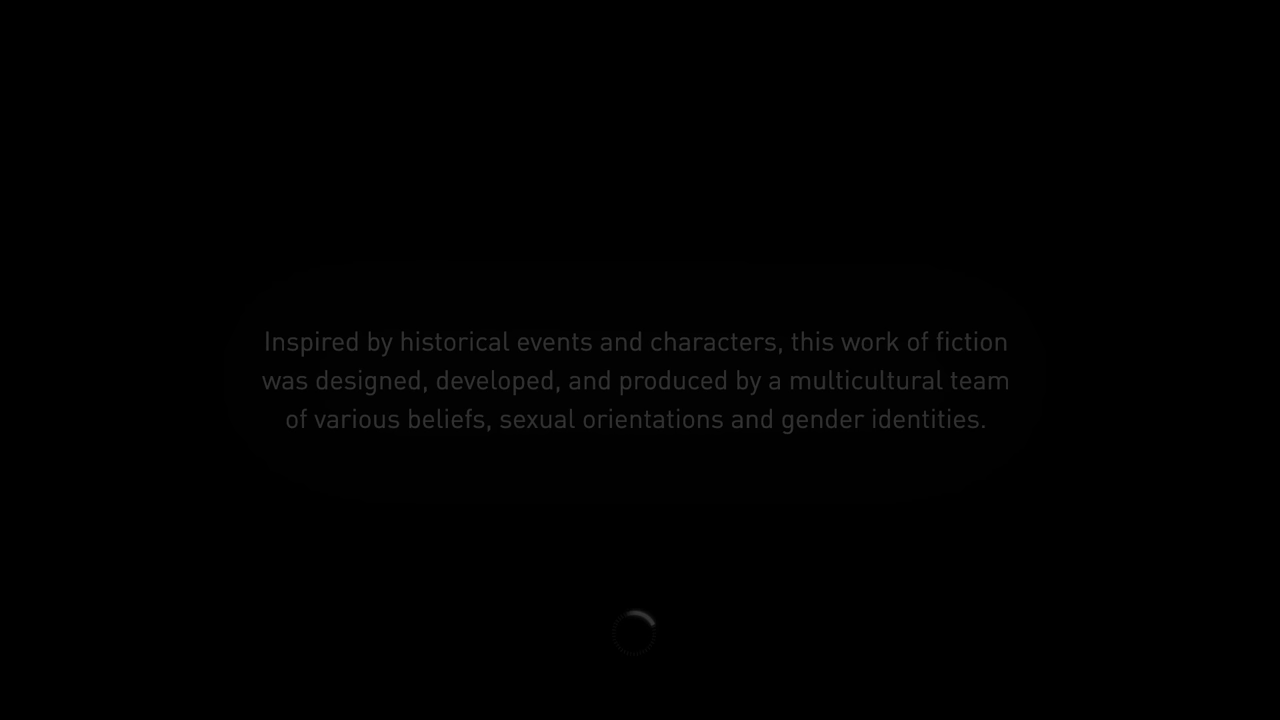 Inspired by historical events and characters, this work of fiction
was designed, developed, and produced by a multicultural team
of various beliefs, sexual orientations and gender identities.